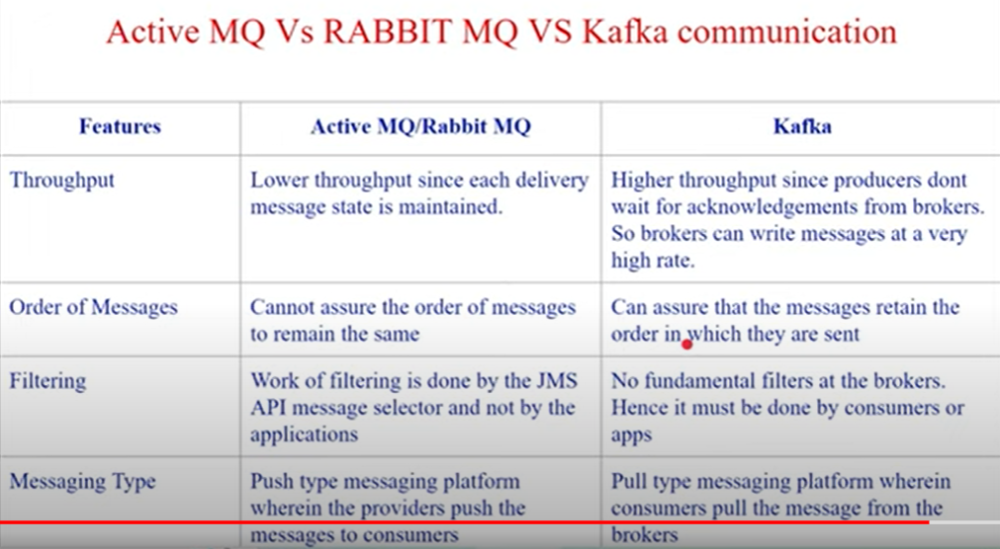 Active MQ Vs RABBIT MQ VS Kafka communication
Features
Active MQ/Rabbit MQ
Kafka
Throughput
Lower throughput since each delivery
message state is maintained.
Higher throughput since producers dont
wait for acknowledgements from brokers.
So brokers can write messages at a very
high rate.
Order of Messages
Cannot assure the order of messages
to remain the same
Can assure that the messages retain the
order in which they are sent
Filtering
Work of filtering is done by the JMS
API message selector and not by the
applications
No fundamental filters at the brokers.
Hence it must be done by consumers or
apps
Messaging Type
Push type messaging platform
wherein the providers push the
messages to consumers
Pull type messaging platform wherein
consumers pull the message from the
brokers